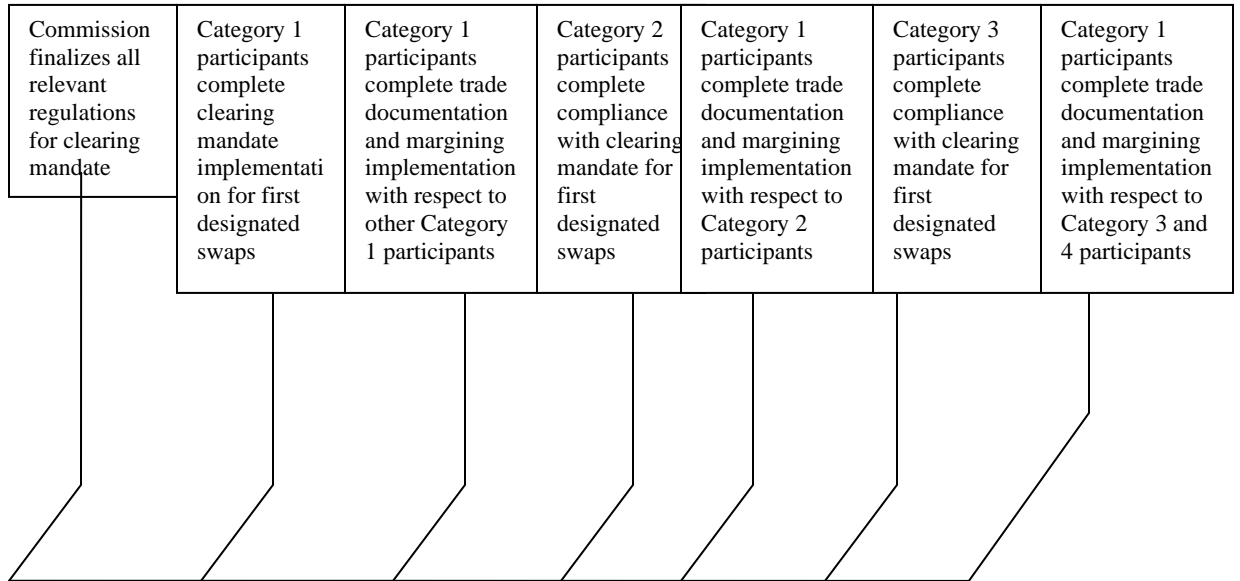 Commission
finalizes all
relevant
regulations
for clearing
mandate
Category 1
participants
complete
clearing
mandate
implementati
on for first
designated
swaps
Category 1
participants
complete trade
documentation
and margining
implementation
with respect to
other Category
1 participants
Category 2
participants
complete
compliance
with clearing
mandate for
first
designated
swaps
Category 1
participants
complete trade
documentation
and margining
implementation
with respect to
Category 2
participants
Category 3
participants
complete
compliance
with clearing
mandate for
first
designated
swaps
Category 1
participants
complete trade
documentation
and margining
implementation
with respect to
Category 3 and
4 participants